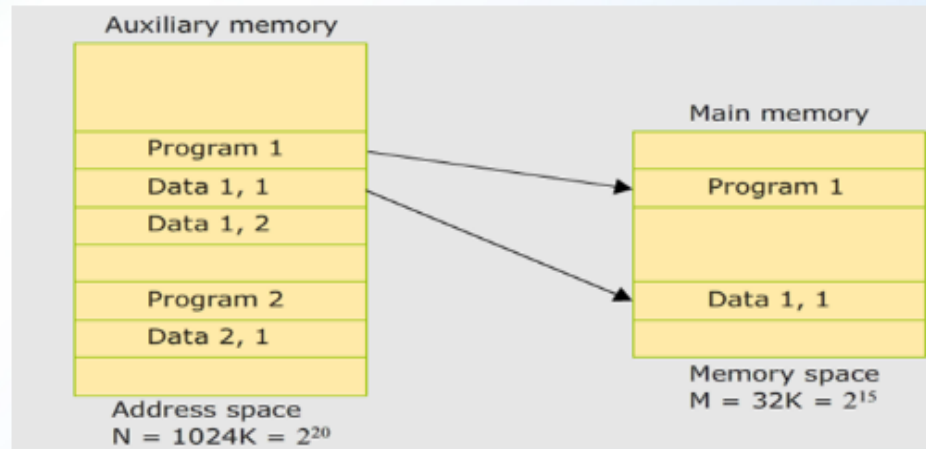 Auxiliary memory
Program 1
Data 1, 1
Data 1, 2
Program 2
Data 2, 1
Address space
N = 1024K = 2²⁰
Main memory
Program 1
Data 1, 1
Memory space
M = 32K = 2¹⁵